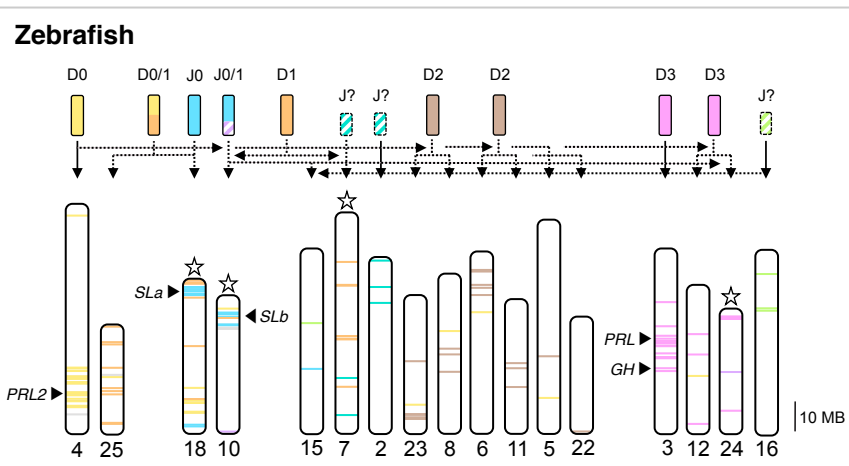 Zebrafish
D0 D0/1 J0 J0/1 D1 J? J? D2 D2 D3 D3 J?
SLa
SLb
PRL
GH
PRL2
10 MB
4 25 18 10 15 7 2 23 8 6 11 5 22 3 12 24 16